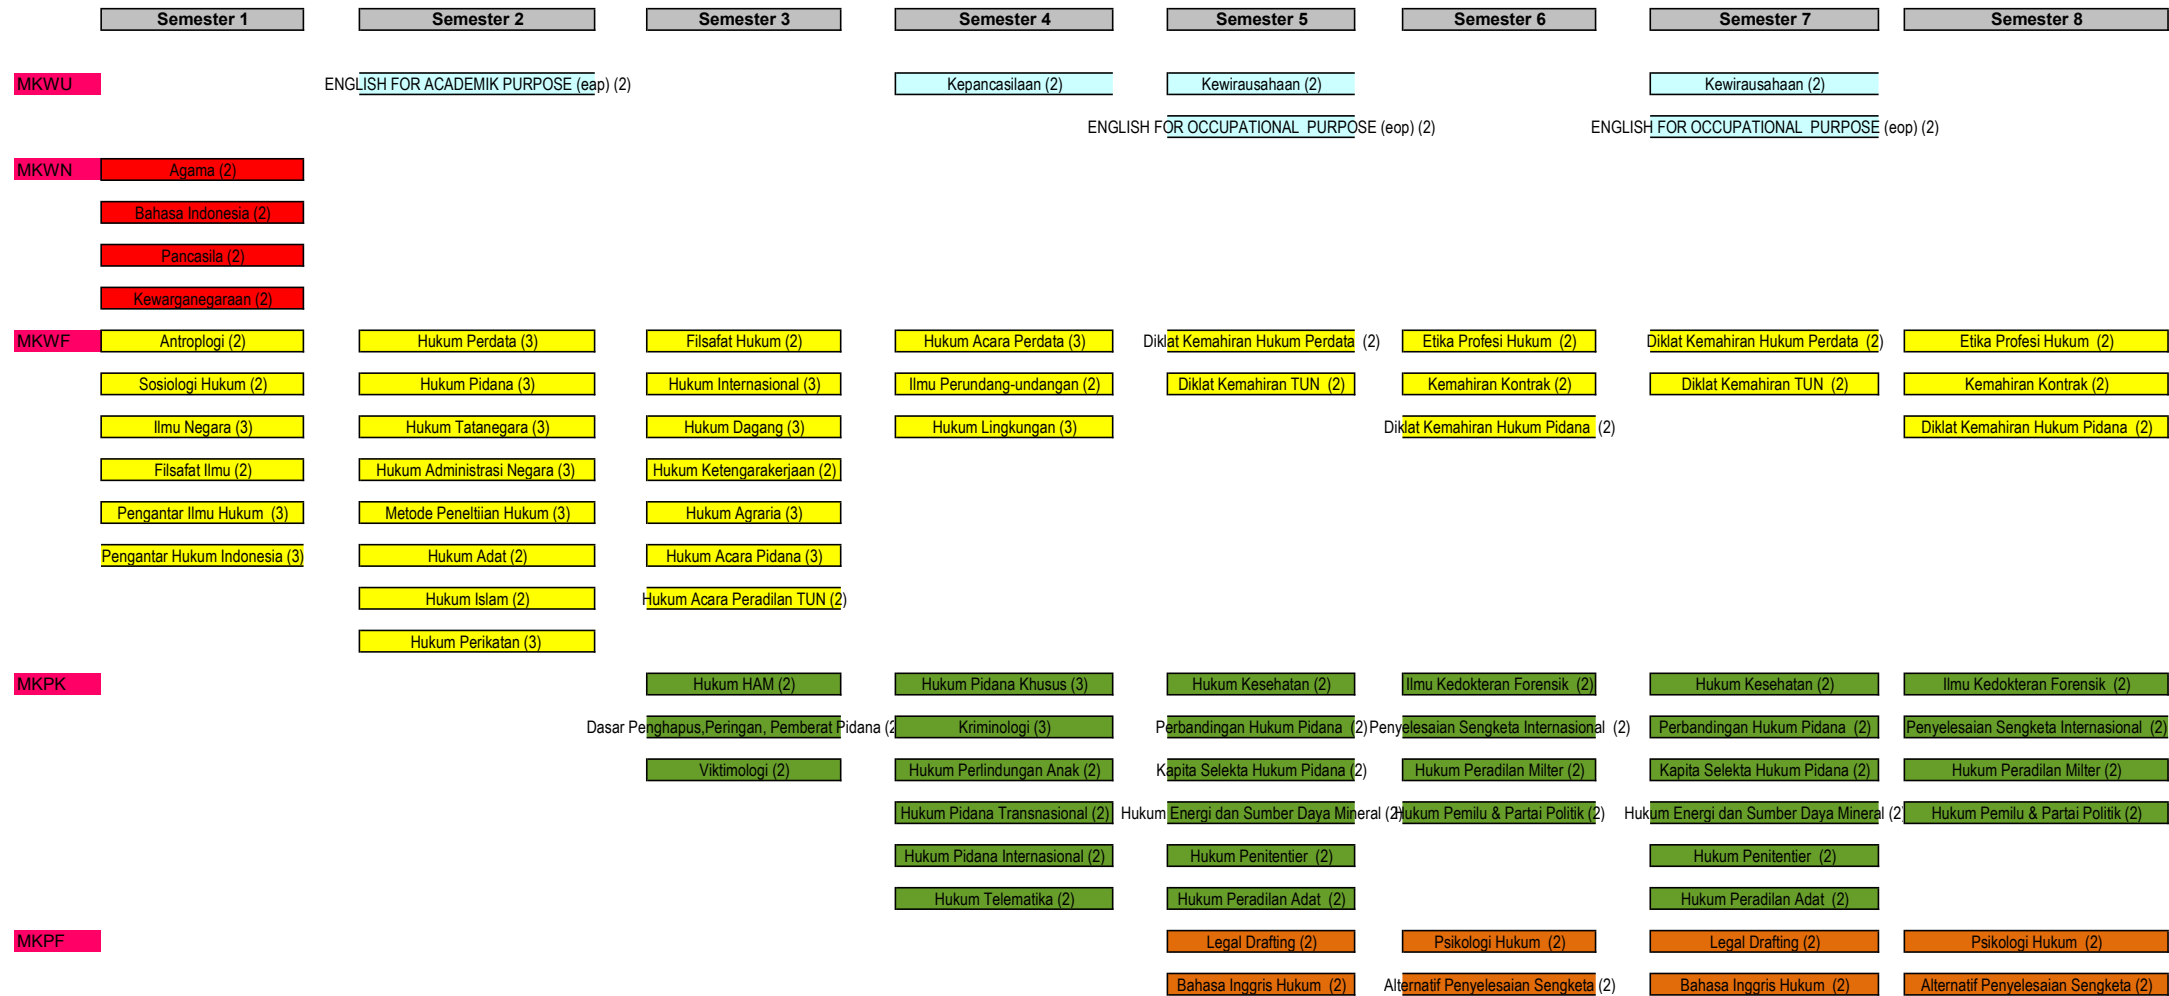 Semester 1 Semester 2 Semester 3 Semester 4 Semester 5 Semester 6 Semester 7 Semester 8
MKWU ENGLISH FOR ACADEMIK PURPOSE (eap) (2) Kepancasilaan (2) Kewirausahaan (2) Kewirausahaan (2)
ENGLISH FOR OCCUPATIONAL PURPOSE (eop) (2) ENGLISH FOR OCCUPATIONAL PURPOSE (eop) (2)
MKWN Agama (2)
Bahasa Indonesia (2)
Pancasila (2)
Kewarganegaraan (2)
MKWF Antroplogi (2) Hukum Perdata (3) Filsafat Hukum (2) Hukum Acara Perdata (3) Diklat Kemahiran Hukum Perdata (2) Etika Profesi Hukum (2) Diklat Kemahiran Hukum Perdata (2) Etika Profesi Hukum (2)
Sosiologi Hukum (2) Hukum Pidana (3) Hukum Internasional (3) Ilmu Perundang-undangan (2) Diklat Kemahiran TUN (2) Kemahiran Kontrak (2) Diklat Kemahiran TUN (2) Kemahiran Kontrak (2)
Ilmu Negara (3) Hukum Tatanegara (3) Hukum Dagang (3) Hukum Lingkungan (3) Diklat Kemahiran Hukum Pidana (2) Diklat Kemahiran Hukum Pidana (2)
Filsafat Ilmu (2) Hukum Administrasi Negara (3) Hukum Ketengarakerjaan (2)
Pengantar Ilmu Hukum (3) Metode Peneltiian Hukum (3) Hukum Agraria (3)
Pengantar Hukum Indonesia (3) Hukum Adat (2) Hukum Acara Pidana (3)
Hukum Islam (2) Hukum Acara Peradilan TUN (2)
Hukum Perikatan (3)
MKPK Hukum HAM (2) Hukum Pidana Khusus (3) Hukum Kesehatan (2) Ilmu Kedokteran Forensik (2) Hukum Kesehatan (2) Ilmu Kedokteran Forensik (2)
Dasar Penghapus,Peringan, Pemberat Pidana (2 Kriminologi (3) Perbandingan Hukum Pidana (2) Penyelesaian Sengketa Internasional (2) Perbandingan Hukum Pidana (2) Penyelesaian Sengketa Internasional (2)
Viktimologi (2) Hukum Perlindungan Anak (2) Kapita Selekta Hukum Pidana (2) Hukum Peradilan Milter (2) Kapita Selekta Hukum Pidana (2) Hukum Peradilan Milter (2)
Hukum Pidana Transnasional (2) Hukum Energi dan Sumber Daya Mineral (2) Hukum Pemilu & Partai Politik (2) Hukum Energi dan Sumber Daya Mineral (2) Hukum Pemilu & Partai Politik (2)
Hukum Pidana Internasional (2) Hukum Penitentier (2) Hukum Penitentier (2)
Hukum Telematika (2) Hukum Peradilan Adat (2) Hukum Peradilan Adat (2)
MKPF Legal Drafting (2) Psikologi Hukum (2) Legal Drafting (2) Psikologi Hukum (2)
Bahasa Inggris Hukum (2) Alternatif Penyelesaian Sengketa (2) Bahasa Inggris Hukum (2) Alternatif Penyelesaian Sengketa (2)